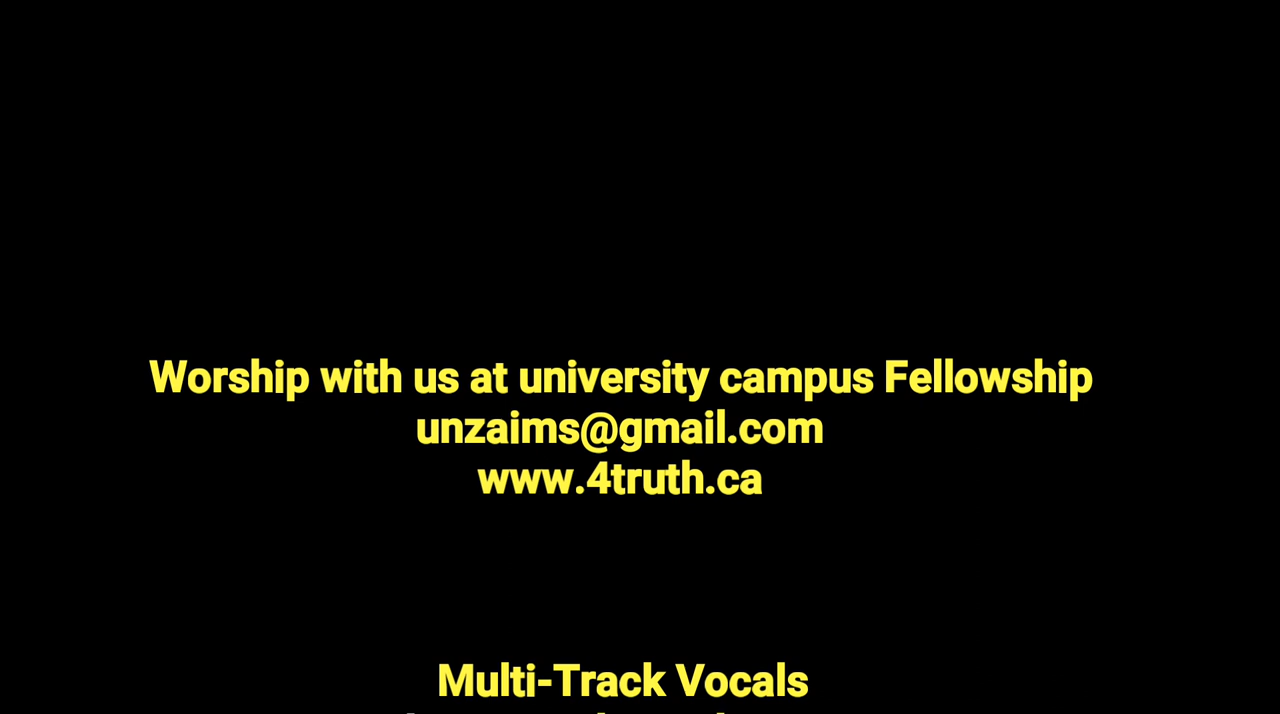 Worship with us at university campus Fellowship
unzaims@gmail.com
www.4truth.ca
Multi-Track Vocals